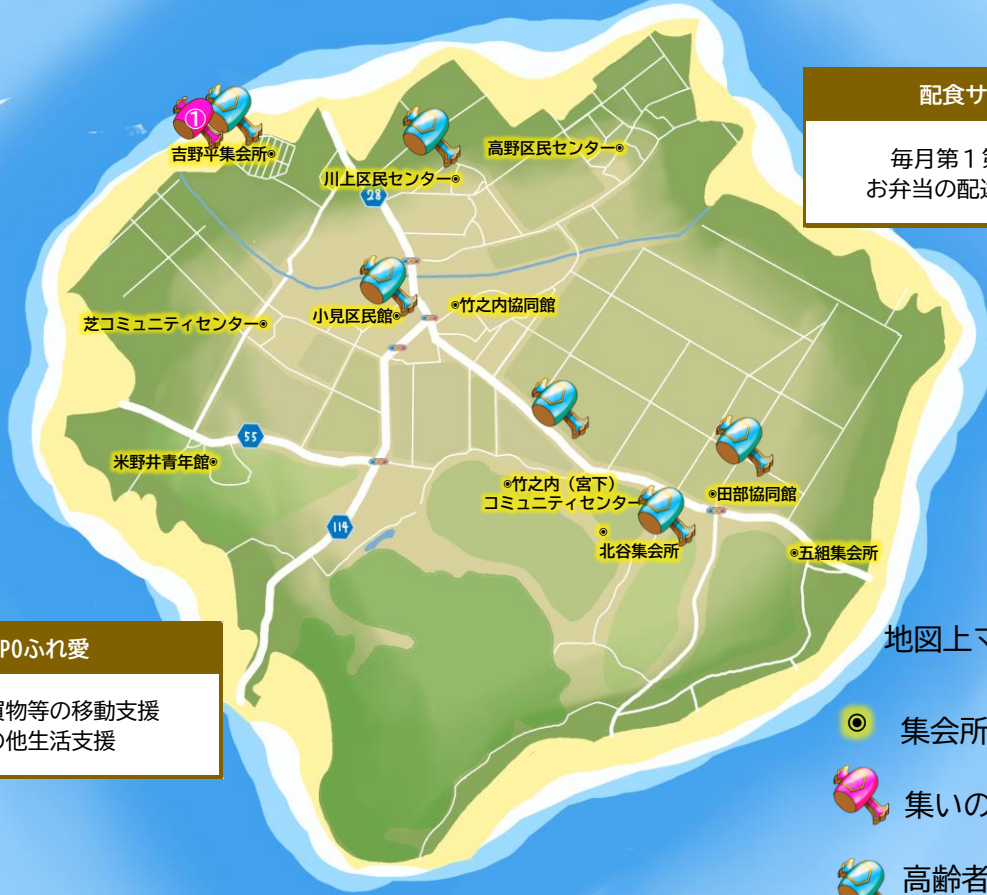 配食サ
毎月第１第
お弁当の配達
①
吉野平集会所◉
川上区民センター◉
高野区民センター◉
28
小見区民館◉
◉竹之内協同館
芝コミュニティセンター◉
55
米野井青年館◉
114
◉竹之内（宮下）
コミュニティセンター
◉田部協同館
◉
北谷集会所
◉五組集会所
POふれ愛
買物等の移動支援
の他生活支援
地図上マ
◉ 集会所
集いの
高齢者